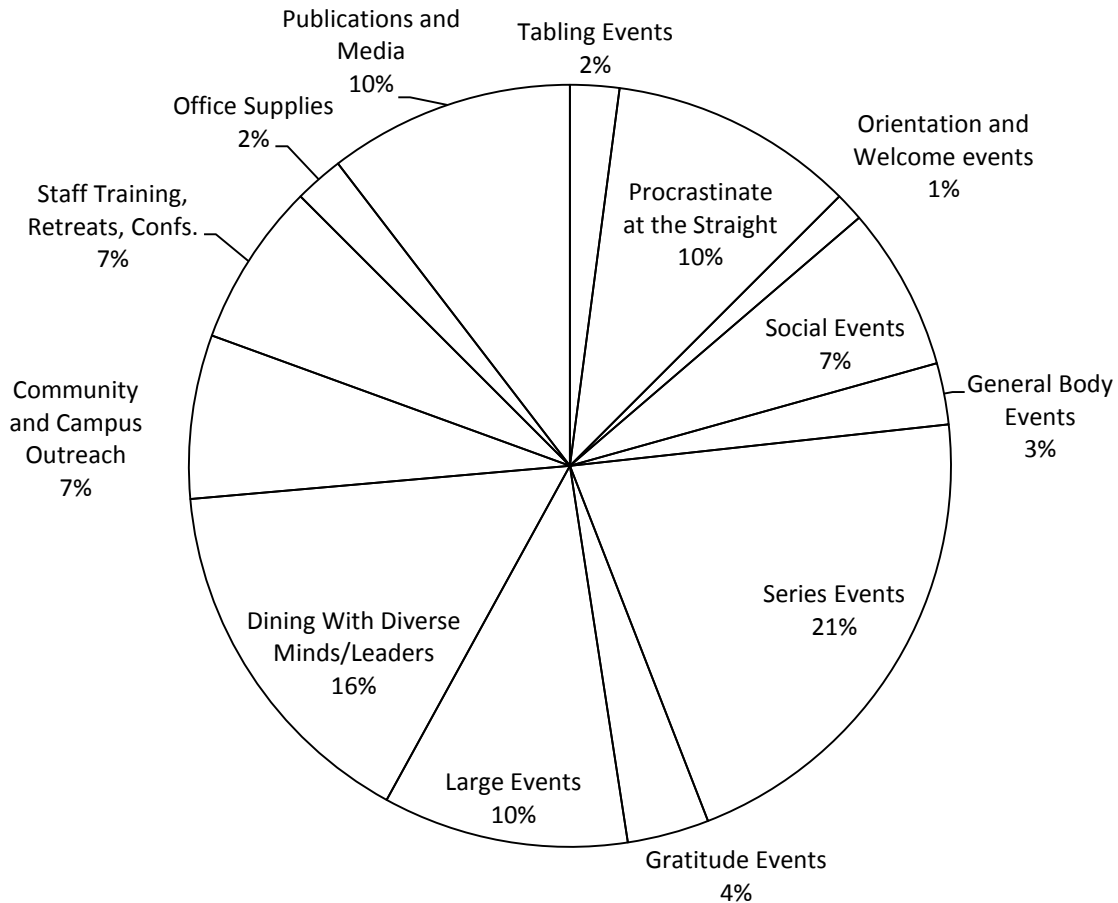 Tabling Events
2%
Procrastinate
at the Straight
10%
Orientation and
Welcome events
1%
Social Events
7%
General Body
Events
3%
Series Events
21%
Gratitude Events
4%
Large Events
10%
Dining With Diverse
Minds/Leaders
16%
Community
and Campus
Outreach
7%
Staff Training,
Retreats, Confs.
7%
Office Supplies
2%
Publications and
Media
10%